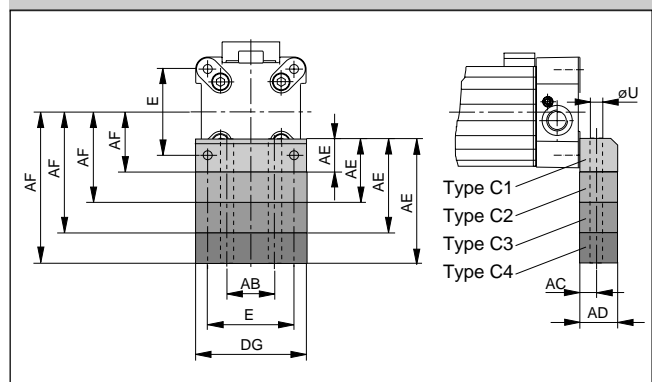 E
AF
AF
AF
AF
AE
AE
AE
AE
AB
E
DG
øU
Type C1
Type C2
Type C3
Type C4
AC
AD